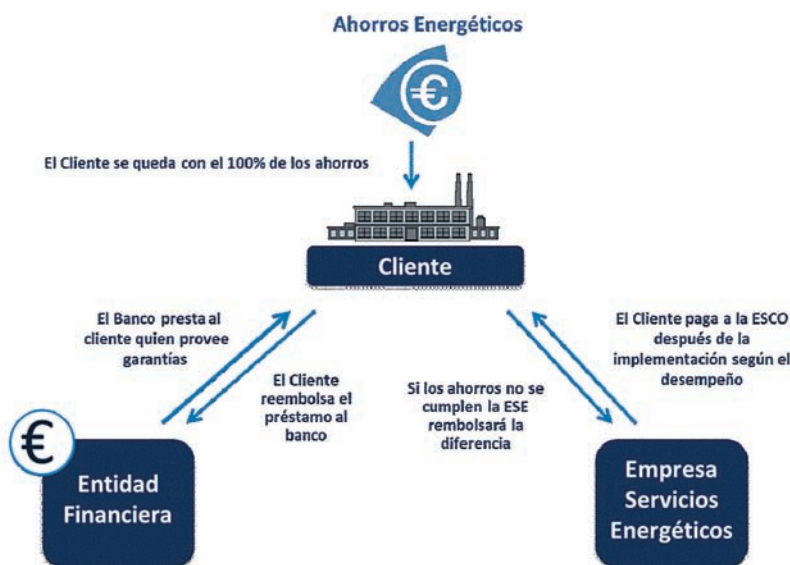 Ahorros Energéticos
€
El Cliente se queda con el 100% de los ahorros
Cliente
El Banco presta al
cliente quien provee
garantías
El Cliente
reembolsa el
préstamo al
banco
Si los ahorros no se
cumplen la ESE
rembolsará la
diferencia
El Cliente paga a la ESCO
después de la
implementación según el
desempeño
€
Entidad
Financiera
Empresa
Servicios
Energéticos